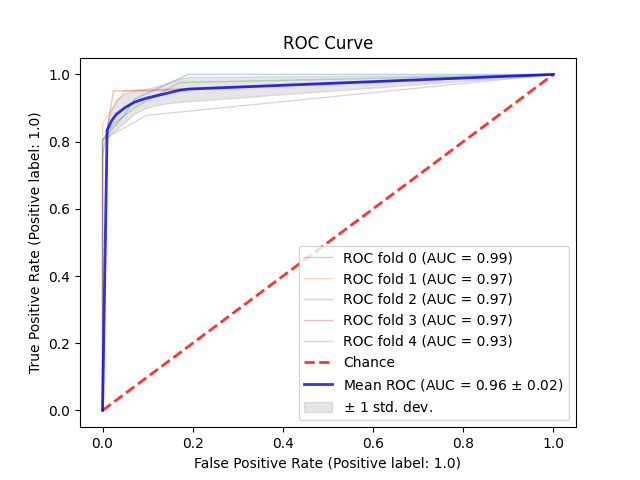 ROC Curve
True Positive Rate (Positive label: 1.0)
1.0
0.8
0.6
0.4
0.2
0.0
ROC fold 0 (AUC = 0.99)
ROC fold 1 (AUC = 0.97)
ROC fold 2 (AUC = 0.97)
ROC fold 3 (AUC = 0.97)
ROC fold 4 (AUC = 0.93)
Chance
Mean ROC (AUC = 0.96 ± 0.02)
± 1 std. dev.
0.0 0.2 0.4 0.6 0.8 1.0
False Positive Rate (Positive label: 1.0)